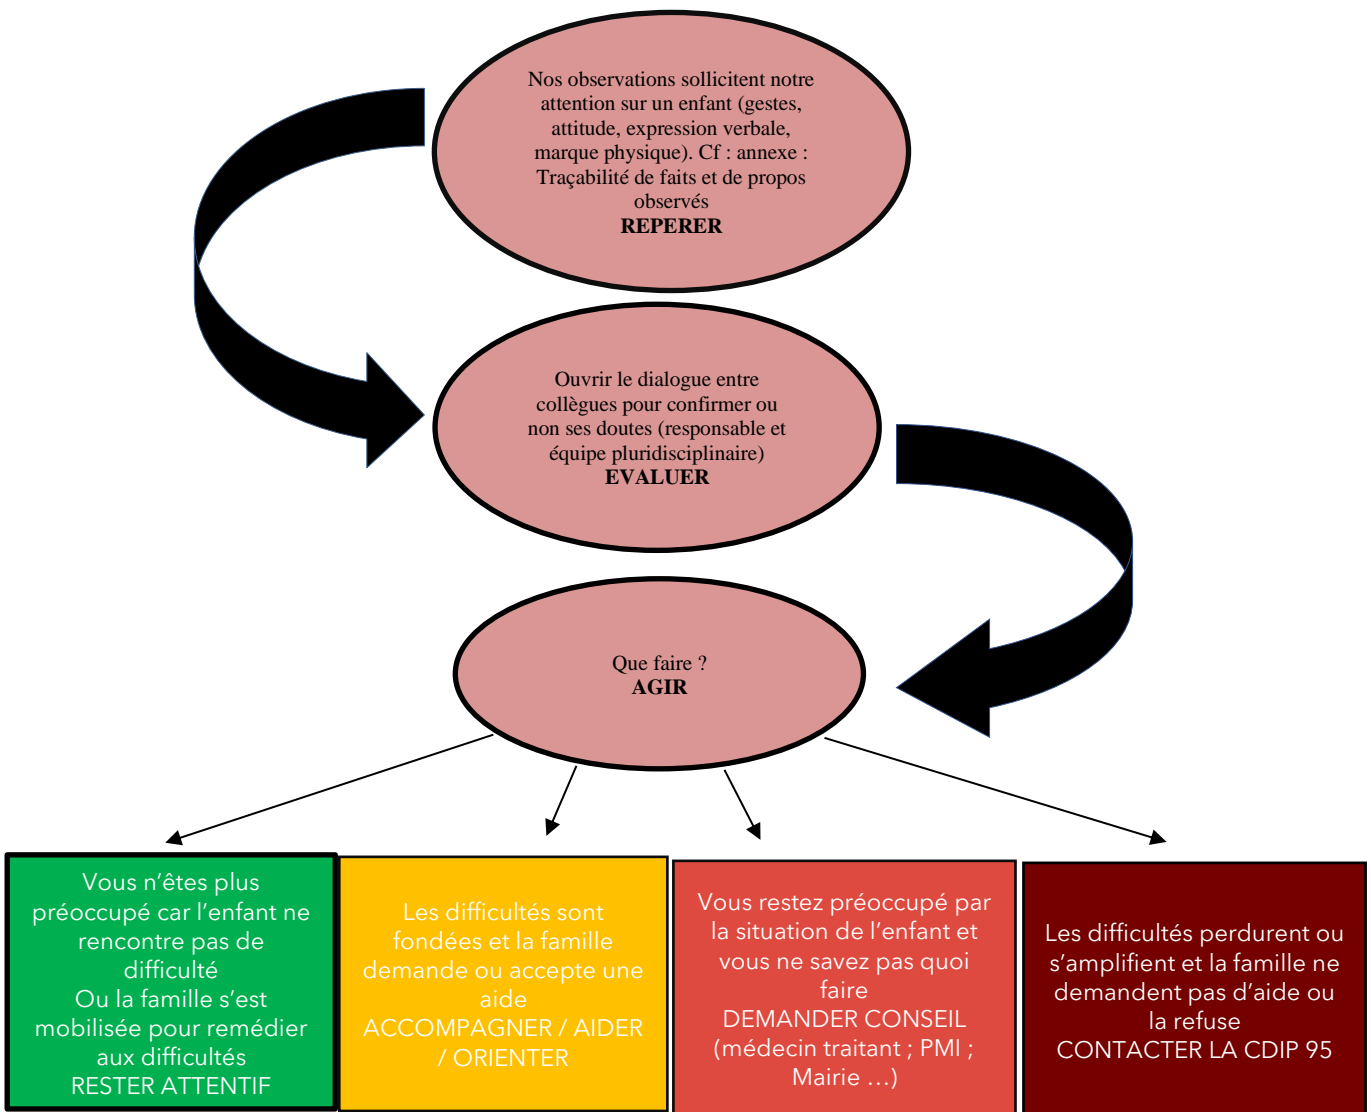 Nos observations sollicitent notre
attention sur un enfant (gestes,
attitude, expression verbale,
marque physique). Cf : annexe :
Traçabilité de faits et de propos
observés
REPERER
Ouvrir le dialogue entre
collègues pour confirmer ou
non ses doutes (responsable et
équipe pluridisciplinaire)
EVALUER
Que faire ?
AGIR
Vous n’êtes plus
préoccupé car l’enfant ne
rencontre pas de
difficulté
Ou la famille s’est
mobilisée pour remédier
aux difficultés
RESTER ATTENTIF
Les difficultés sont
fondées et la famille
demande ou accepte une
aide
ACCOMPAGNER / AIDER
/ ORIENTER
Vous restez préoccupé par
la situation de l’enfant et
vous ne savez pas quoi
faire
DEMANDER CONSEIL
(médecin traitant ; PMI ;
Mairie …)
Les difficultés perdurent ou
s’amplifient et la famille ne
demandent pas d’aide ou
la refuse
CONTACTER LA CDIP 95